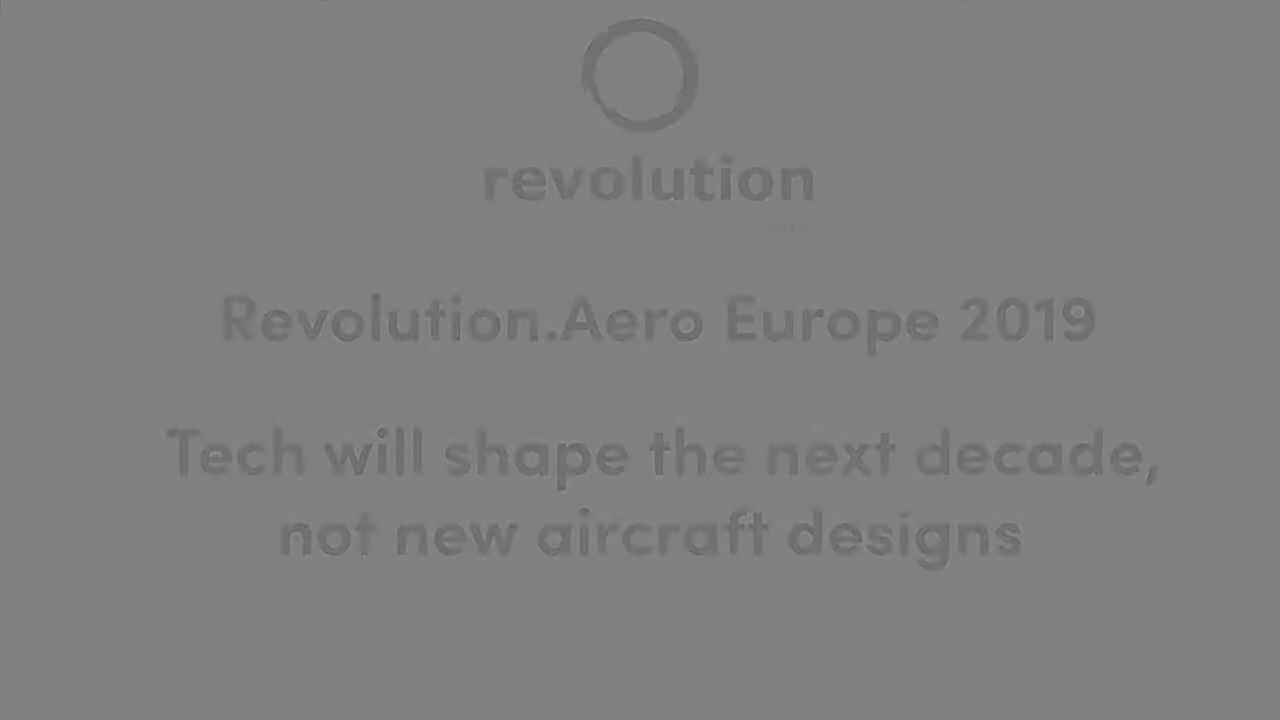 revolution
Revolution.Aero Europe 2019
Tech will shape the next decade,
not new aircraft designs